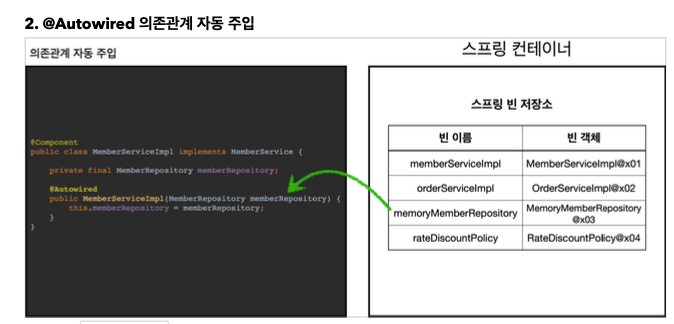 2. @Autowired 의존관계 자동 주입
의존관계 자동 주입
@Component
public class MemberServiceImpl implements MemberService {
private final MemberRepository memberRepository;
@Autowired
public MemberServiceImpl(MemberRepository memberRepository) {
this.memberRepository = memberRepository;
}
}
스프링 컨테이너
스프링 빈 저장소
빈 이름 빈 객체
memberServiceImpl MemberServiceImpl@x01
orderServiceImpl OrderServiceImpl@x02
memoryMemberRepository MemoryMemberRepository
@x03
rateDiscountPolicy RateDiscountPolicy@x04